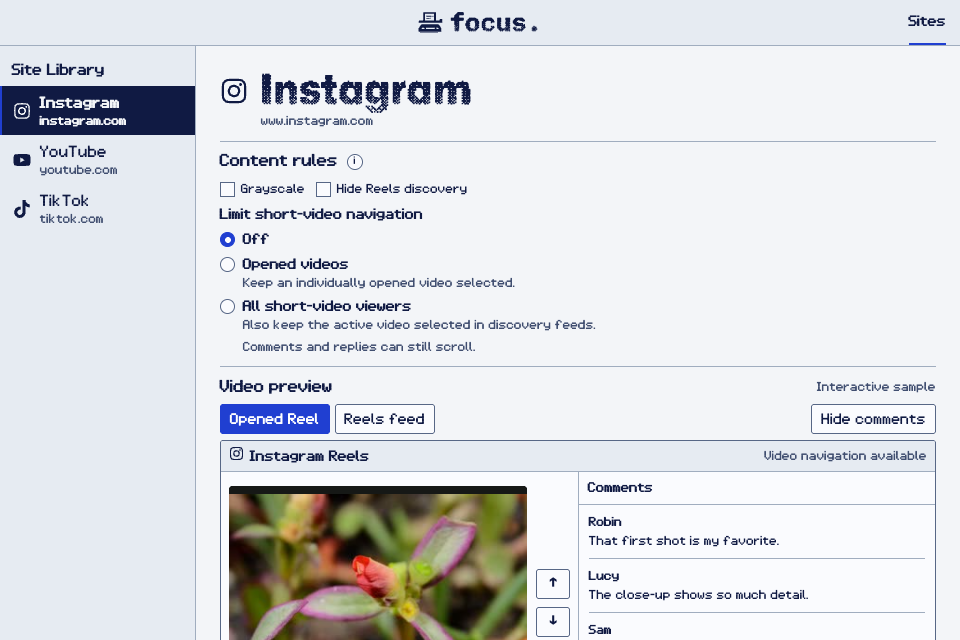 focus.
Sites
Site Library
Instagram
instagram.com
YouTube
youtube.com
TikTok
tiktok.com
Instagram
www.instagram.com
Content rules
Grayscale
Hide Reels discovery
Limit short-video navigation
Off
Opened videos
Keep an individually opened video selected.
All short-video viewers
Also keep the active video selected in discovery feeds.
Comments and replies can still scroll.
Video preview
Interactive sample
Opened Reel
Reels feed
Hide comments
Instagram Reels
Video navigation available
Comments
Robin
That first shot is my favorite.
Lucy
The close-up shows so much detail.
Sam